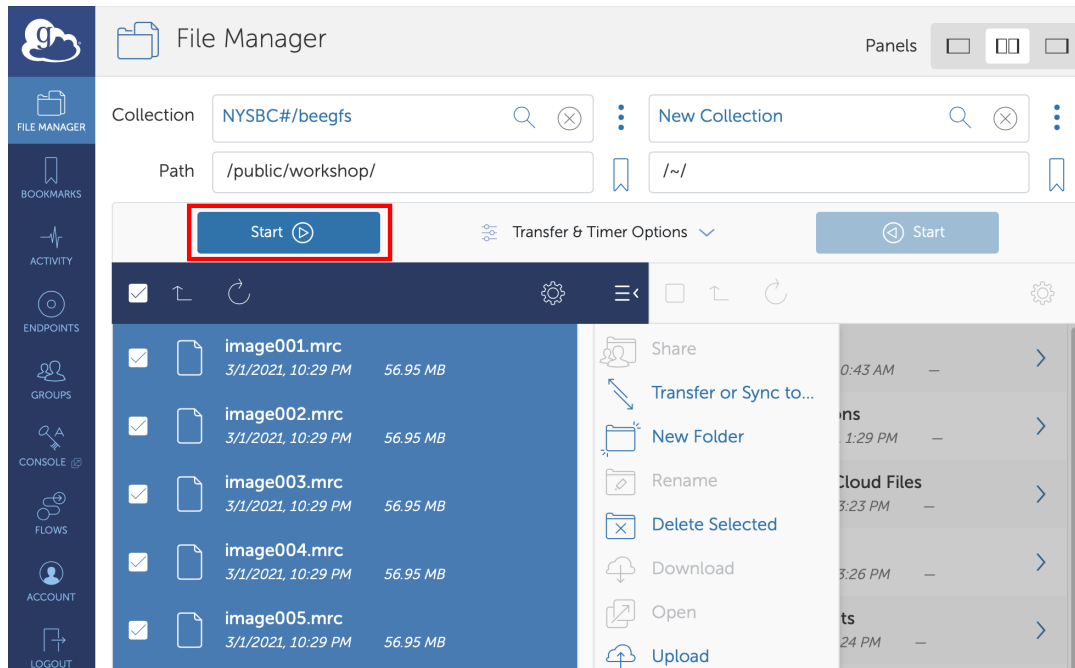 g
File Manager
Panels
FILE MANAGER
BOOKMARKS
ACTIVITY
ENDPOINTS
GROUPS
CONSOLE
FLOWS
ACCOUNT
LOGOUT
Collection
NYSBC#/beegfs
New Collection
Path
/public/workshop/
/~/
Start
Transfer & Timer Options
Start
image001.mrc
3/1/2021, 10:29 PM 56.95 MB
image002.mrc
3/1/2021, 10:29 PM 56.95 MB
image003.mrc
3/1/2021, 10:29 PM 56.95 MB
image004.mrc
3/1/2021, 10:29 PM 56.95 MB
image005.mrc
3/1/2021, 10:29 PM 56.95 MB
Share
Transfer or Sync to...
New Folder
Rename
Delete Selected
Download
Open
Upload
0:43 AM —
ons
1:29 PM —
Cloud Files
3:23 PM —
3:26 PM —
ts
24 PM —